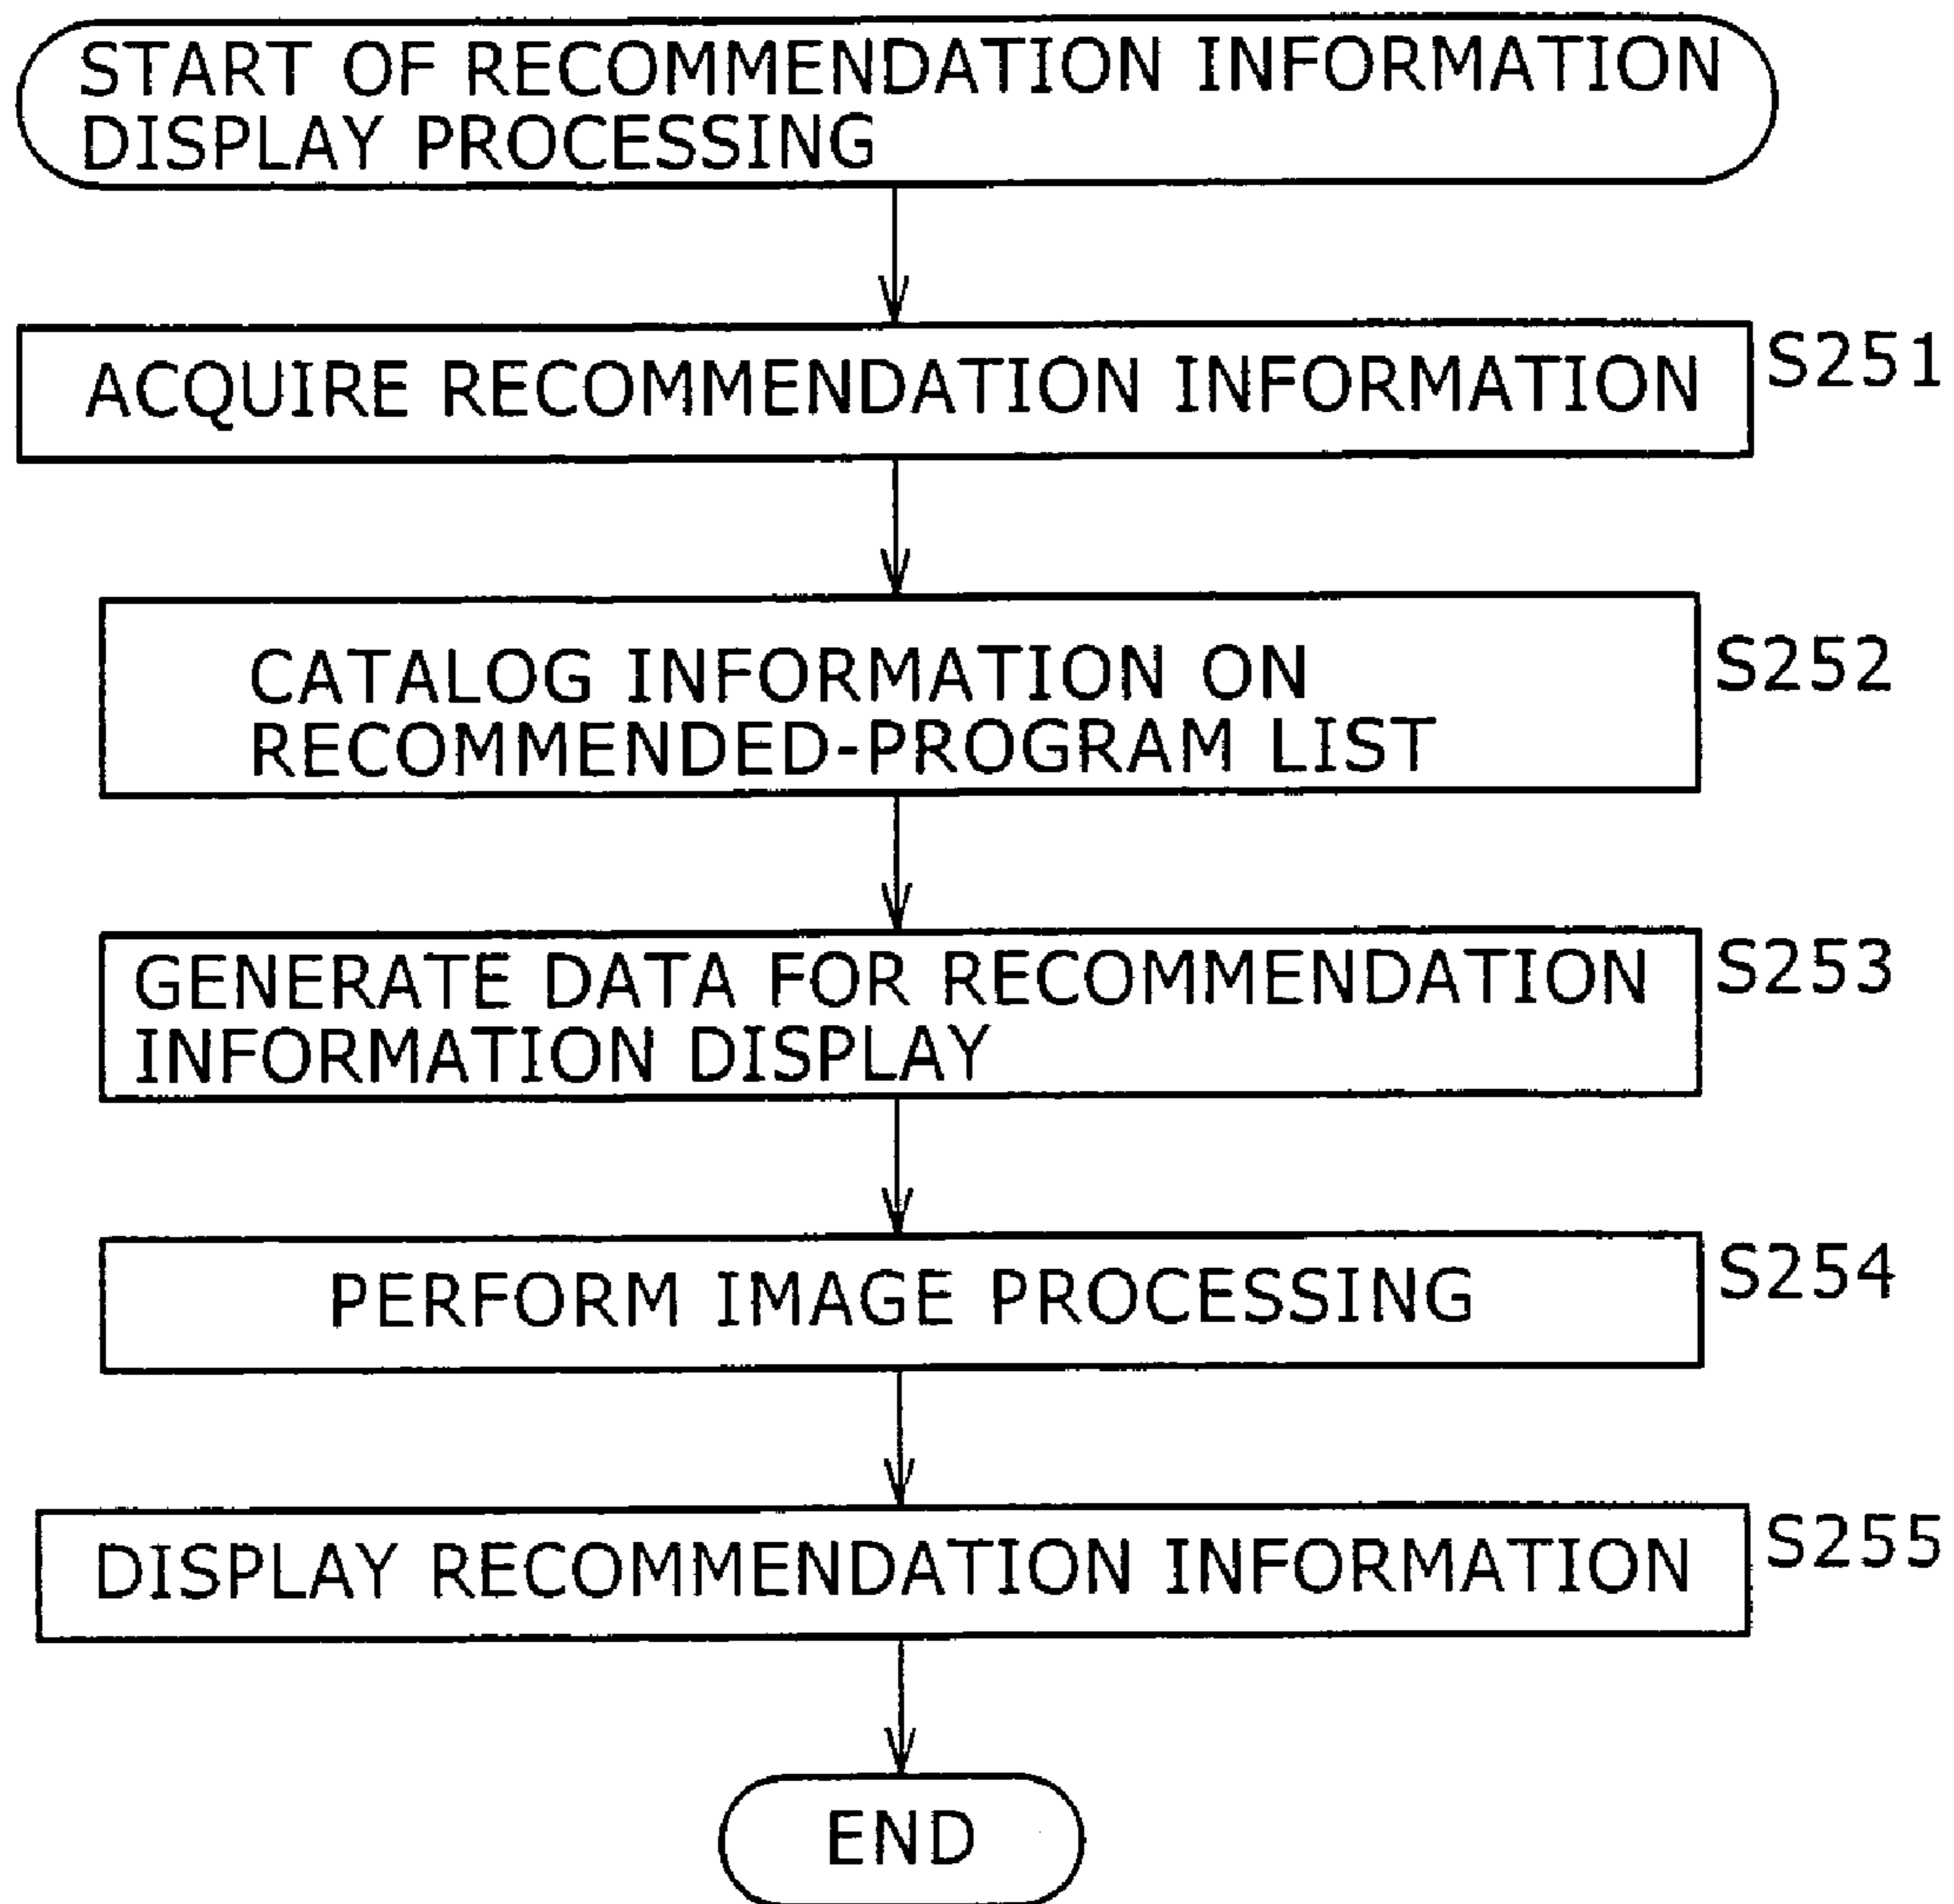 START OF RECOMMENDATION INFORMATION
DISPLAY PROCESSING
ACQUIRE RECOMMENDATION INFORMATION
S251
CATALOG INFORMATION ON
RECOMMENDED-PROGRAM LIST
S252
GENERATE DATA FOR RECOMMENDATION
INFORMATION DISPLAY
S253
PERFORM IMAGE PROCESSING
S254
DISPLAY RECOMMENDATION INFORMATION
S255
END